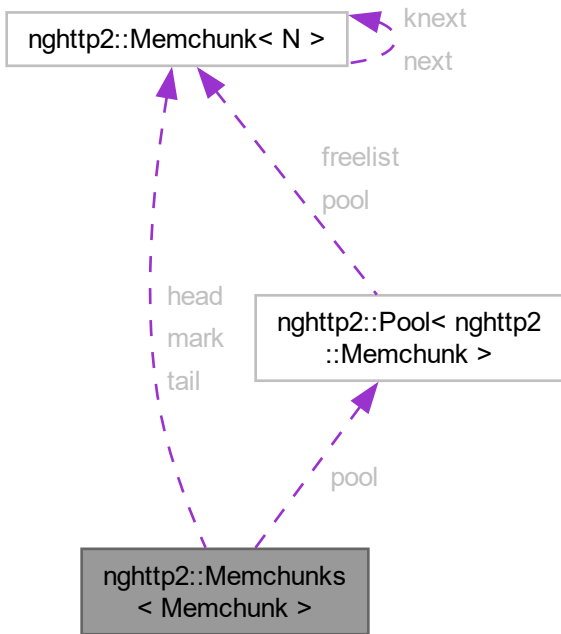 nghttp2::Memchunk< N >
knext
next
freelist
pool
head
mark
tail
nghttp2::Pool< nghttp2
::Memchunk >
pool
nghttp2::Memchunks
< Memchunk >